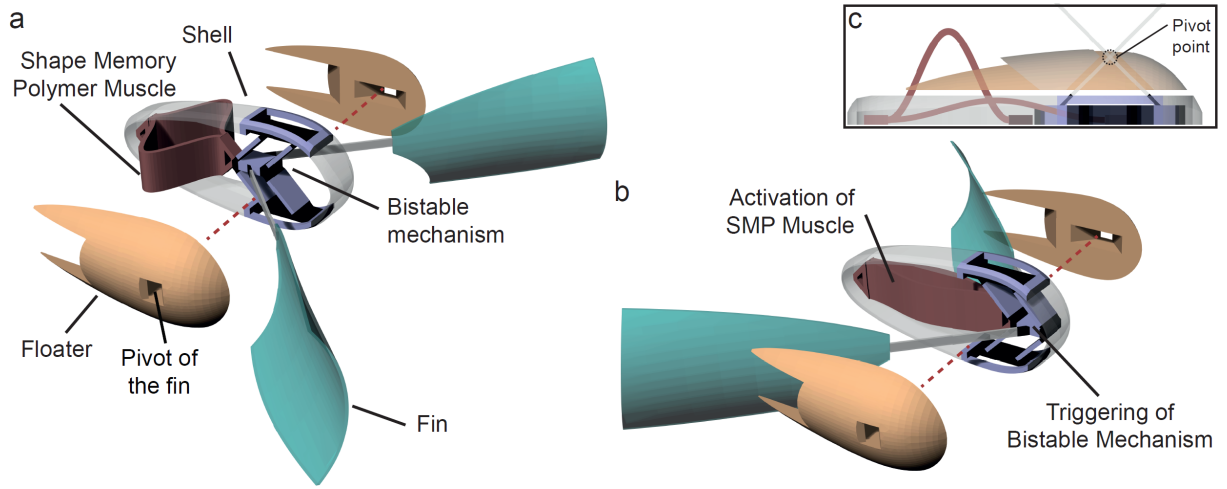 a
Shell
Shape Memory
Polymer Muscle
Bistable
mechanism
Floater
Pivot of
the fin
Fin
b
Activation of
SMP Muscle
Triggering of
Bistable Mechanism
c
Pivot
point